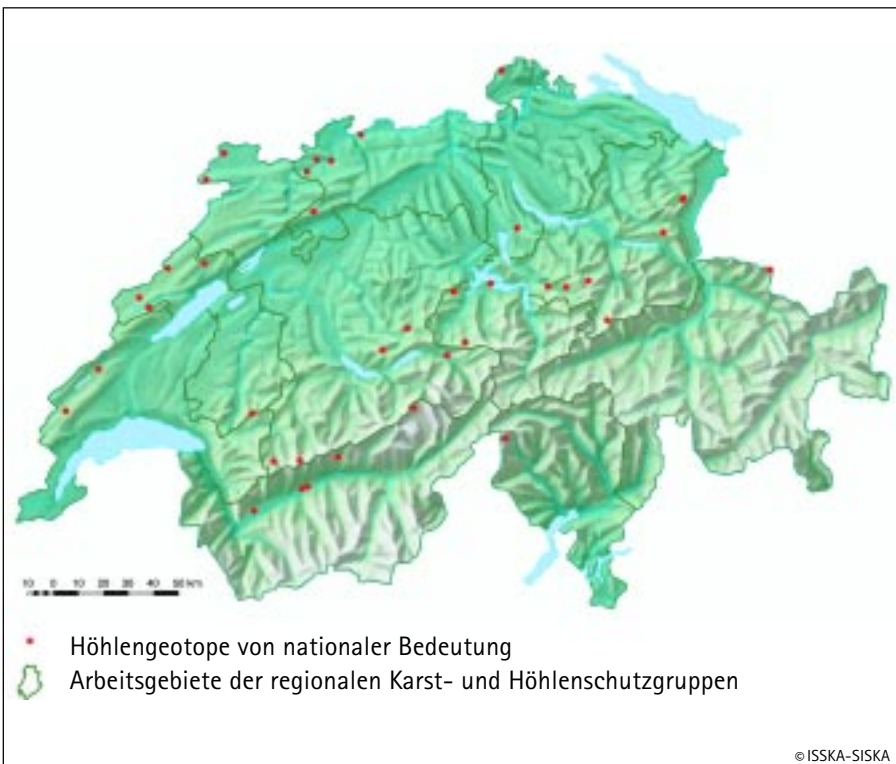 10 0 10 20 30 40 50 km
Höhlengeotope von nationaler Bedeutung
Arbeitsgebiete der regionalen Karst- und Höhlenschutzgruppen
© ISSKA-SISKA